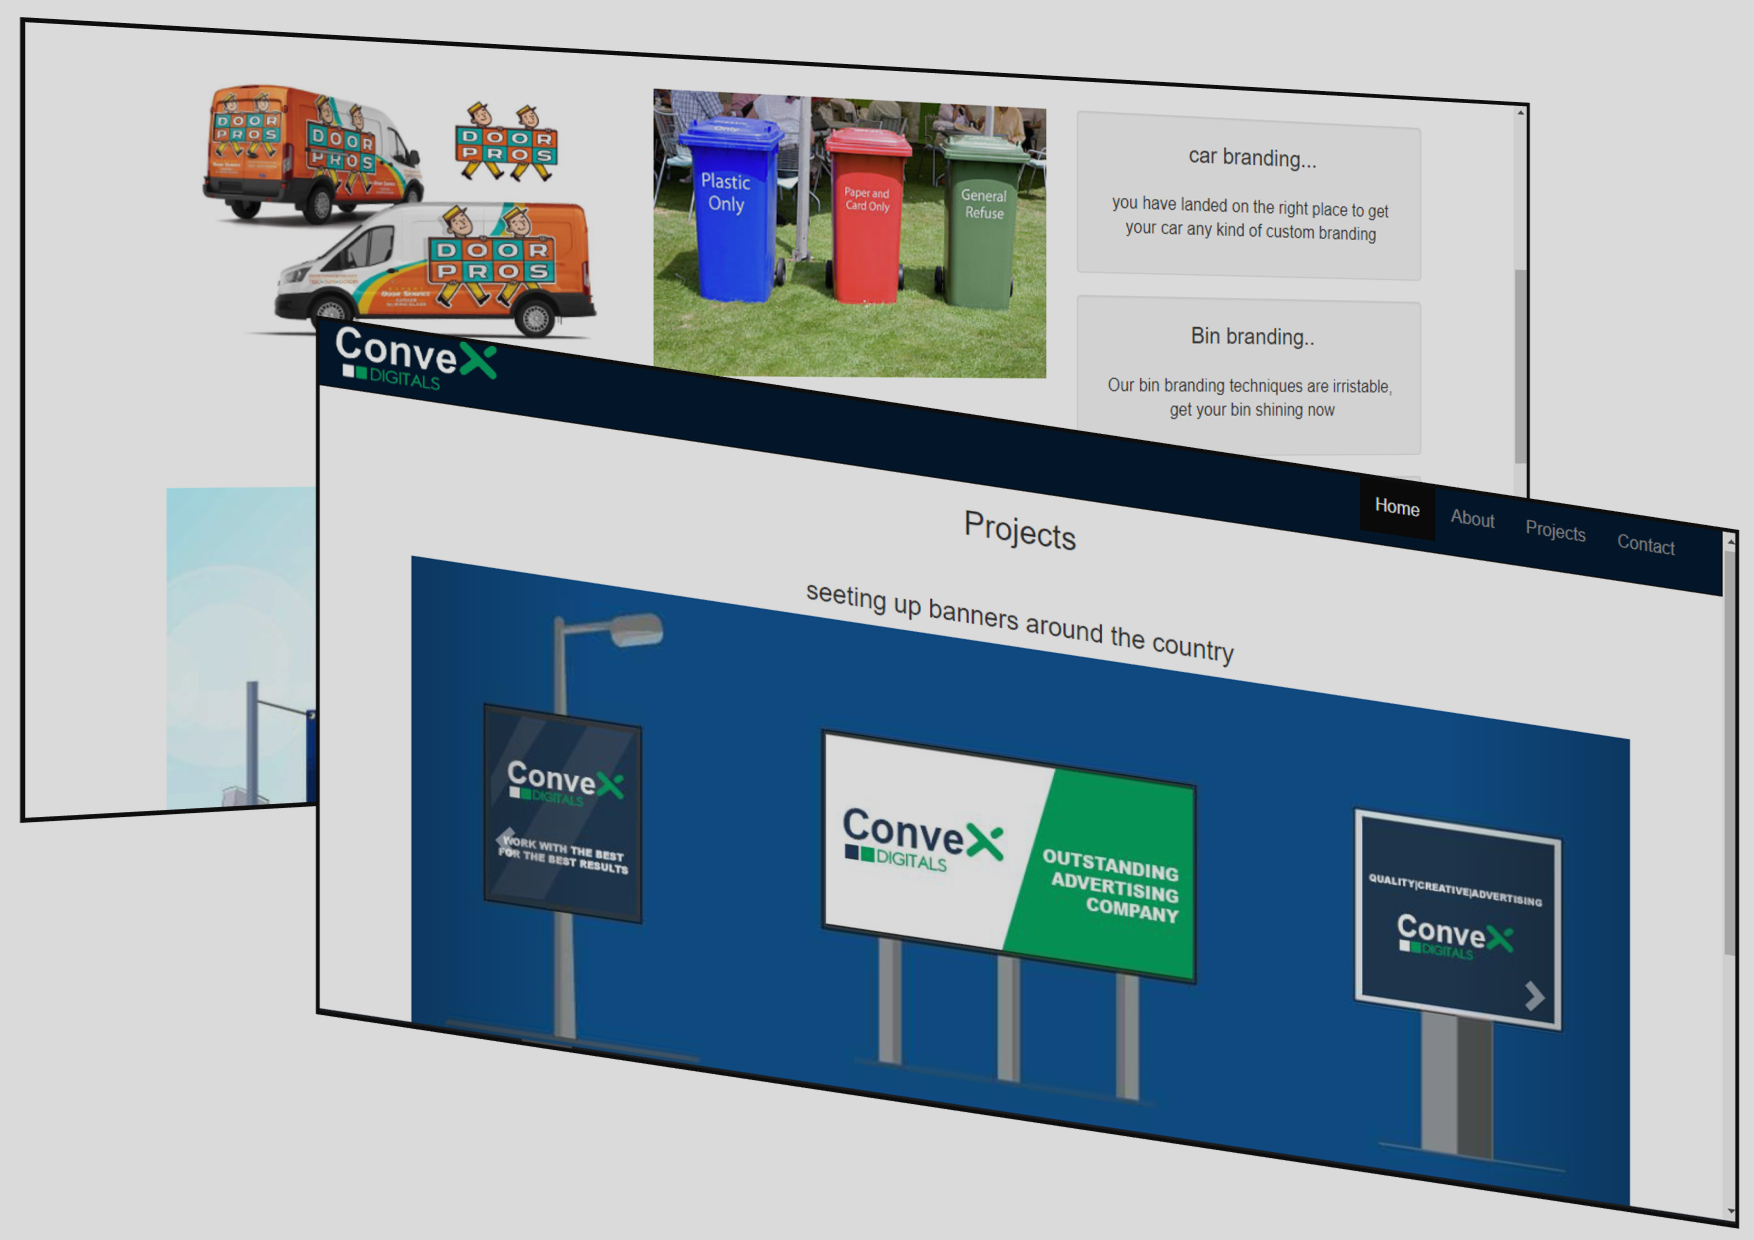 DOOR
PROS
DOOR
PROS
DOOR
PROS
DOOR
PROS
DOOR SERVICE
Plastic
Only
Paper and
Card Only
General
Refuse
car branding...
you have landed on the right place to get
your car any kind of custom branding
Bin branding..
Our bin branding techniques are irristable,
get your bin shining now
ConveX
DIGITALS
Home
About
Projects
Contact
Projects
seeting up banners around the country
ConveX
DIGITALS
WORK WITH THE BEST
FOR THE BEST RESULTS
ConveX
DIGITALS
OUTSTANDING
ADVERTISING
COMPANY
QUALITY|CREATIVE|ADVERTISING
ConveX
DIGITALS